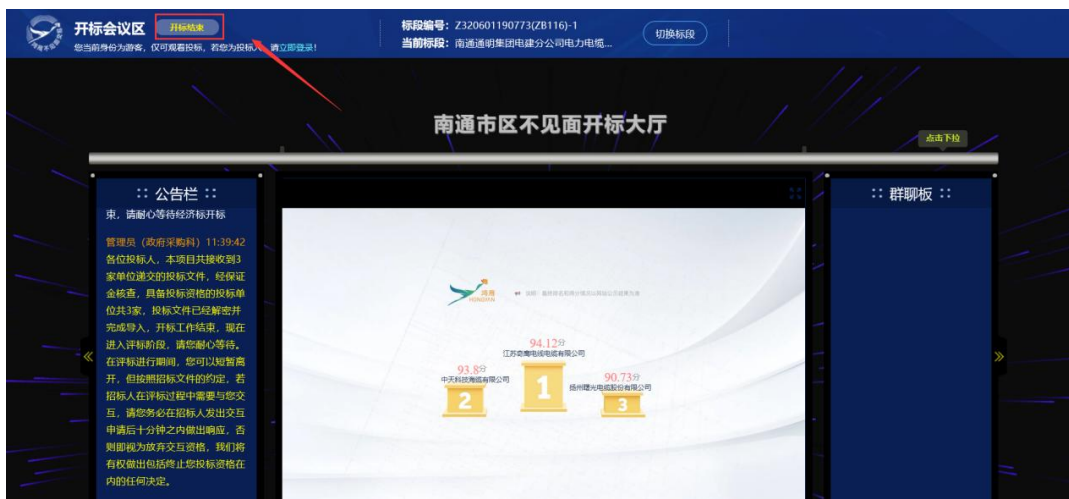 开标会议区 开标结束
您当前身份为游客，仅可观看投标，若您为投标人，请立即登录！
标段编号：Z320601190773(ZB116)-1
当前标段：南通通明集团电建分公司电力电缆...
切换标段
南通市区不见面开标大厅
点击下拉
:: 公告栏 ::
束，请耐心等待经济标开标
管理员（政府采购科）11:39:42
各位投标人，本项目共接收到3
家单位递交的投标文件，经保证
金核查，具备投标资格的投标单
位共3家，投标文件已经解密并
完成导入，开标工作结束，现在
进入评标阶段，请您耐心等待。
在评标进行期间，您可以短暂离
开，但按照招标文件的约定，若
招标人在评标过程中需要与您交
互，请您务必在招标人发出交互
申请后十分钟之内做出响应，否
则即视为放弃交互资格，我们将
有权做出包括终止您投标资格在
内的任何决定。
HONGYFAN
94.12分
93.8分
中天科技海缆有限公司
90.73分
扬州曙光电缆股份有限公司
1
2
3
:: 群聊板 ::